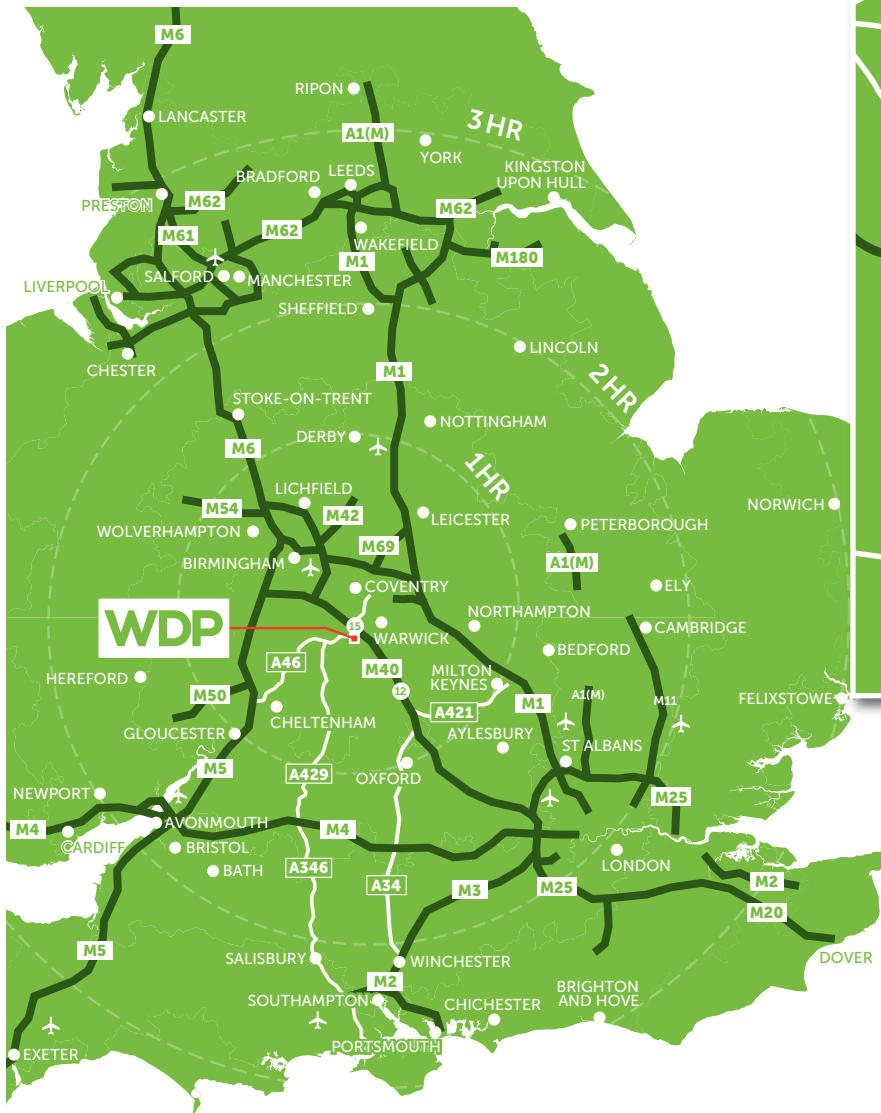 M6
RIPON
LANCASTER
3 HR
A1(M)
YORK
BRADFORD
LEEDS
KINGSTON
UPON HULL
PRESTON
M62
M62
M61
M62
WAKEFIELD
M1
M180
SALFORD
MANCHESTER
LIVERPOOL
SHEFFIELD
LINCOLN
CHESTER
M1
2 HR
STOKE-ON-TRENT
NOTTINGHAM
DERBY
M6
1 HR
LICHFIELD
NORWICH
M54
M42
LEICESTER
PETERBOROUGH
WOLVERHAMPTON
M69
BIRMINGHAM
A1(M)
COVENTRY
ELY
NORTHAMPTON
WDP
15
WARWICK
CAMBRIDGE
BEDFORD
A46
M40
MILTON
KEYNES
HEREFORD
12
M50
A1(M)
M11
FELIXSTOWE
M1
A421
CHELTENHAM
GLOUCESTER
AYLESBURY
ST ALBANS
M5
A429
OXFORD
NEWPORT
M25
AVONMOUTH
M4
M4
CARDIFF
BRISTOL
LONDON
BATH
A346
A34
M3
M25
M2
M20
M5
SALISBURY
WINCHESTER
DOVER
M2
BRIGHTON
AND HOVE
SOUTHAMPTON
CHICHESTER
PORTSMOUTH
EXETER